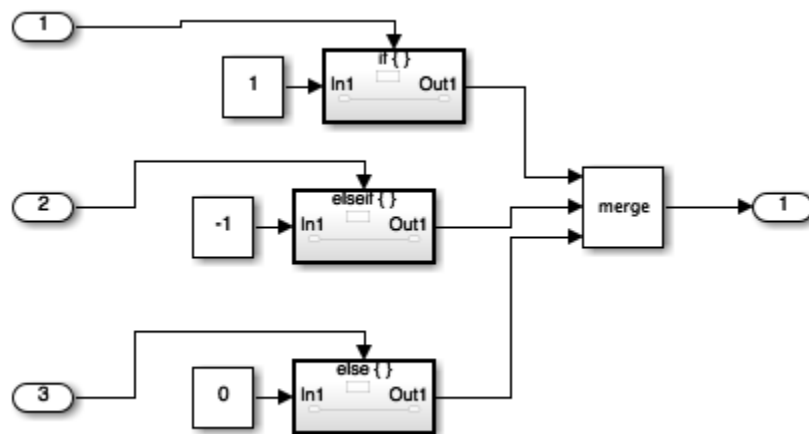 1
if { }
1
In1
Out1
2
elseif { }
-1
In1
Out1
merge
1
3
else { }
0
In1
Out1